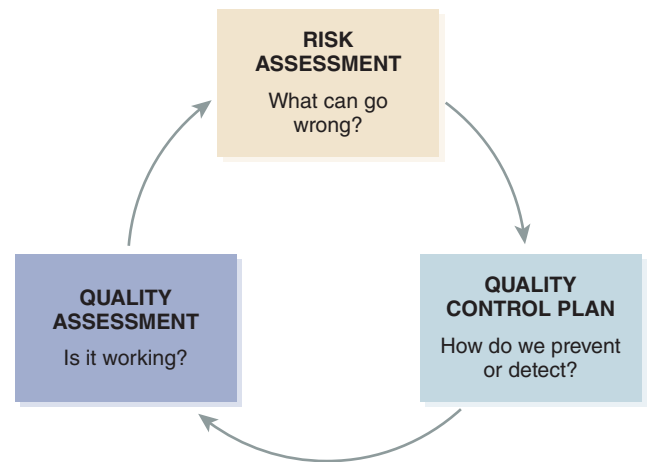 RISK
ASSESSMENT
What can go
wrong?
QUALITY
CONTROL PLAN
How do we prevent
or detect?
QUALITY
ASSESSMENT
Is it working?